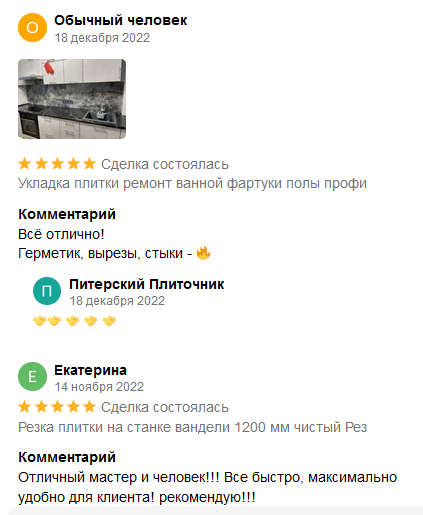 О
Обычный человек
18 декабря 2022
Сделка состоялась
Укладка плитки ремонт ванной фартуки полы профи
Комментарий
Всё отлично!
Герметик, вырезы, стыки - 🔥
П
Питерский Плиточник
18 декабря 2022
Е
Екатерина
14 ноября 2022
Сделка состоялась
Резка плитки на станке вандели 1200 мм чистый Рез
Комментарий
Отличный мастер и человек!!! Все быстро, максимально
удобно для клиента! рекомендую!!!